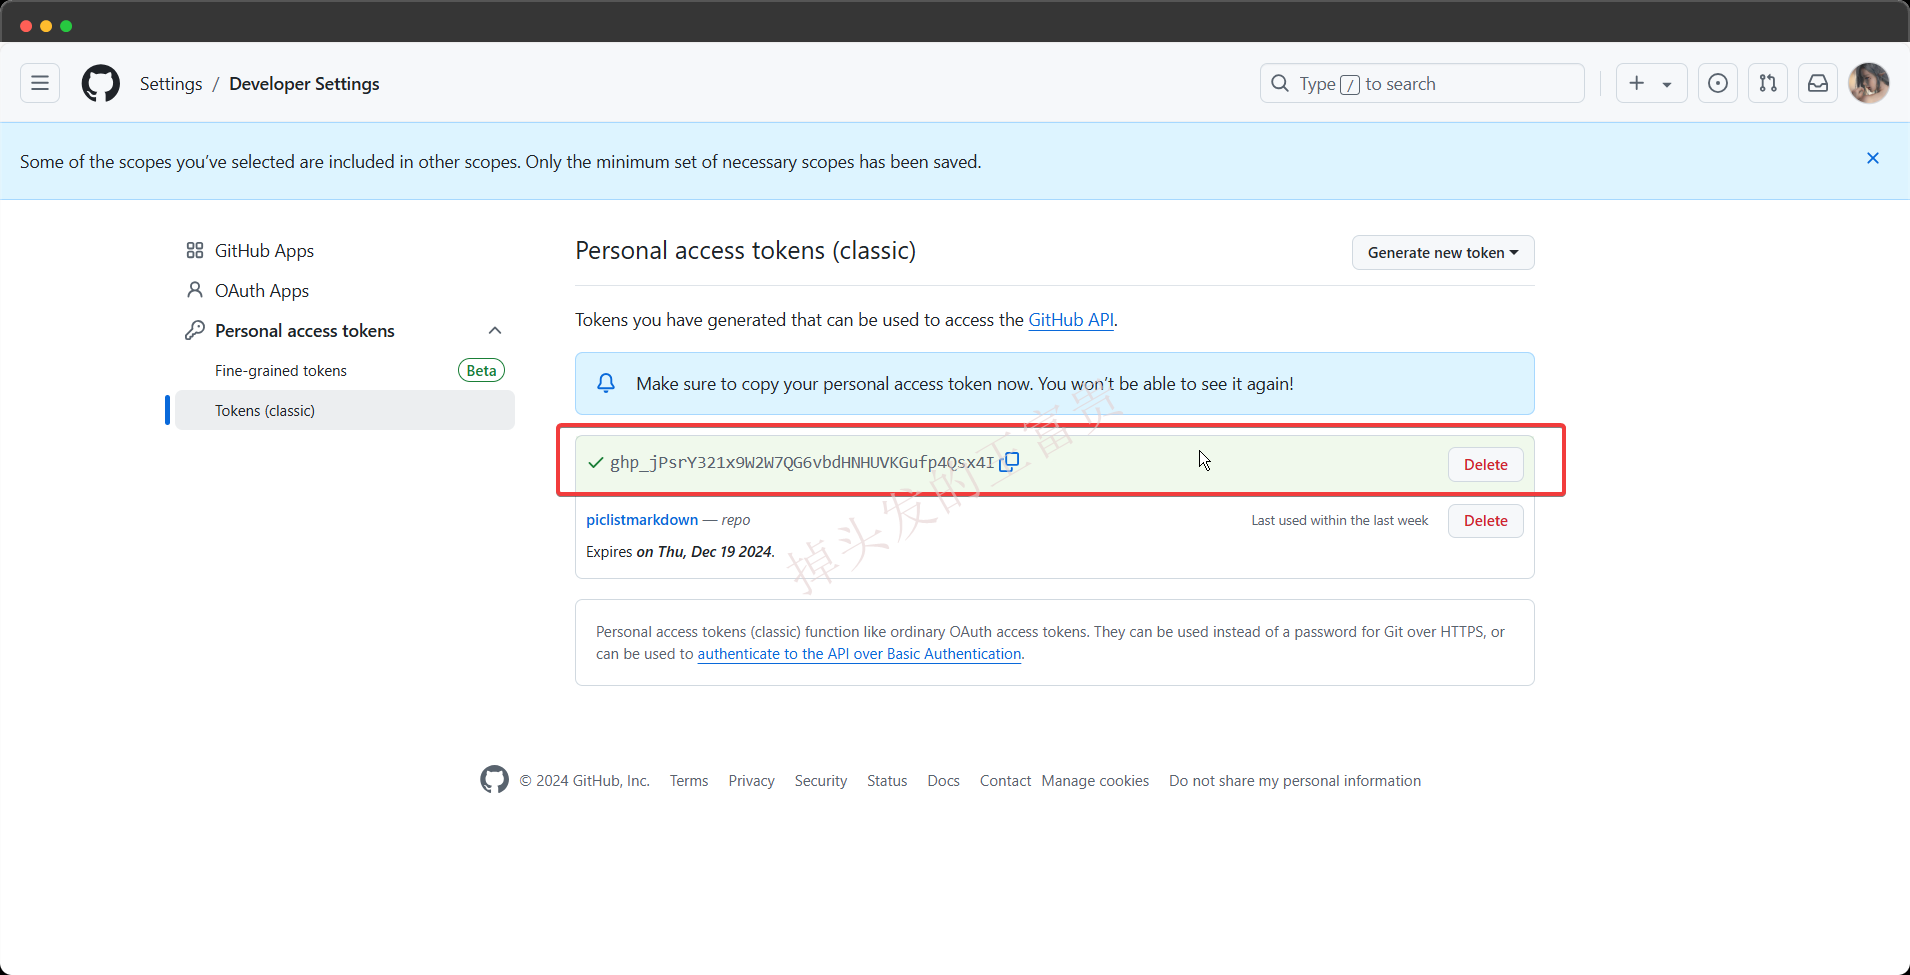 Settings / Developer Settings
Type / to search
Some of the scopes you’ve selected are included in other scopes. Only the minimum set of necessary scopes has been saved.
GitHub Apps
OAuth Apps
Personal access tokens
Fine-grained tokens Beta
Tokens (classic)
Personal access tokens (classic)
Generate new token
Tokens you have generated that can be used to access the GitHub API.
Make sure to copy your personal access token now. You won’t be able to see it again!
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
Delete
piclistmarkdown — repo
Last used within the last week
Delete
Expires on Thu, Dec 19 2024.
掉头发的王富贵
Personal access tokens (classic) function like ordinary OAuth access tokens. They can be used instead of a password for Git over HTTPS, or
can be used to authenticate to the API over Basic Authentication.
© 2024 GitHub, Inc. Terms Privacy Security Status Docs Contact Manage cookies Do not share my personal information